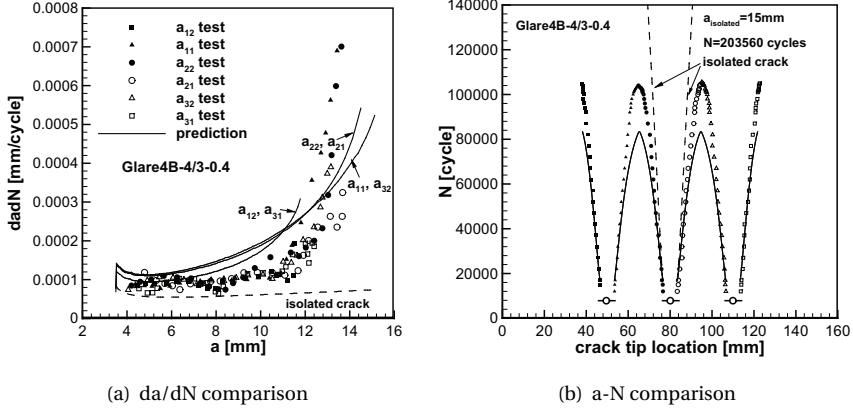 0.0008
0.0007
0.0006
0.0005
0.0004
0.0003
0.0002
0.0001
0
dadN [mm/cycle]
a12 test
a11 test
a22 test
a21 test
a32 test
a31 test
prediction
Glare4B-4/3-0.4
a22, a21
a11, a32
a12, a31
isolated crack
2 4 6 8 10 12 14 16
a [mm]
(a) da/dN comparison
140000
120000
100000
80000
60000
40000
20000
0
N [cycle]
Glare4B-4/3-0.4
aisolated=15mm
N=203560 cycles
isolated crack
0 20 40 60 80 100 120 140 160
crack tip location [mm]
(b) a-N comparison